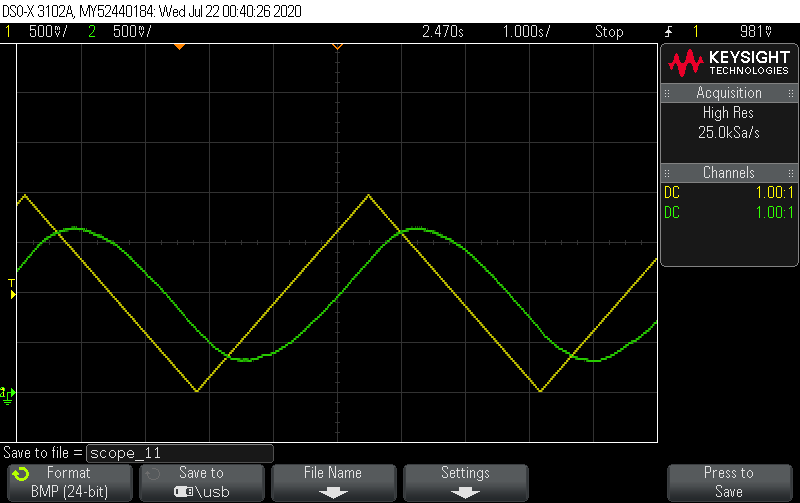 DSO-X 3102A, MY52440184: Wed Jul 22 00:40:26 2020
1 500mV/ 2 500mV/ 2.470s 1.000s/ Stop 1 981mV
KEYSIGHT
TECHNOLOGIES
Acquisition
High Res
25.0kSa/s
Channels
DC 1.00:1
DC 1.00:1
T
Save to file = scope_11
Format
BMP (24-bit)
Save to
\usb
File Name
Settings
Press to
Save